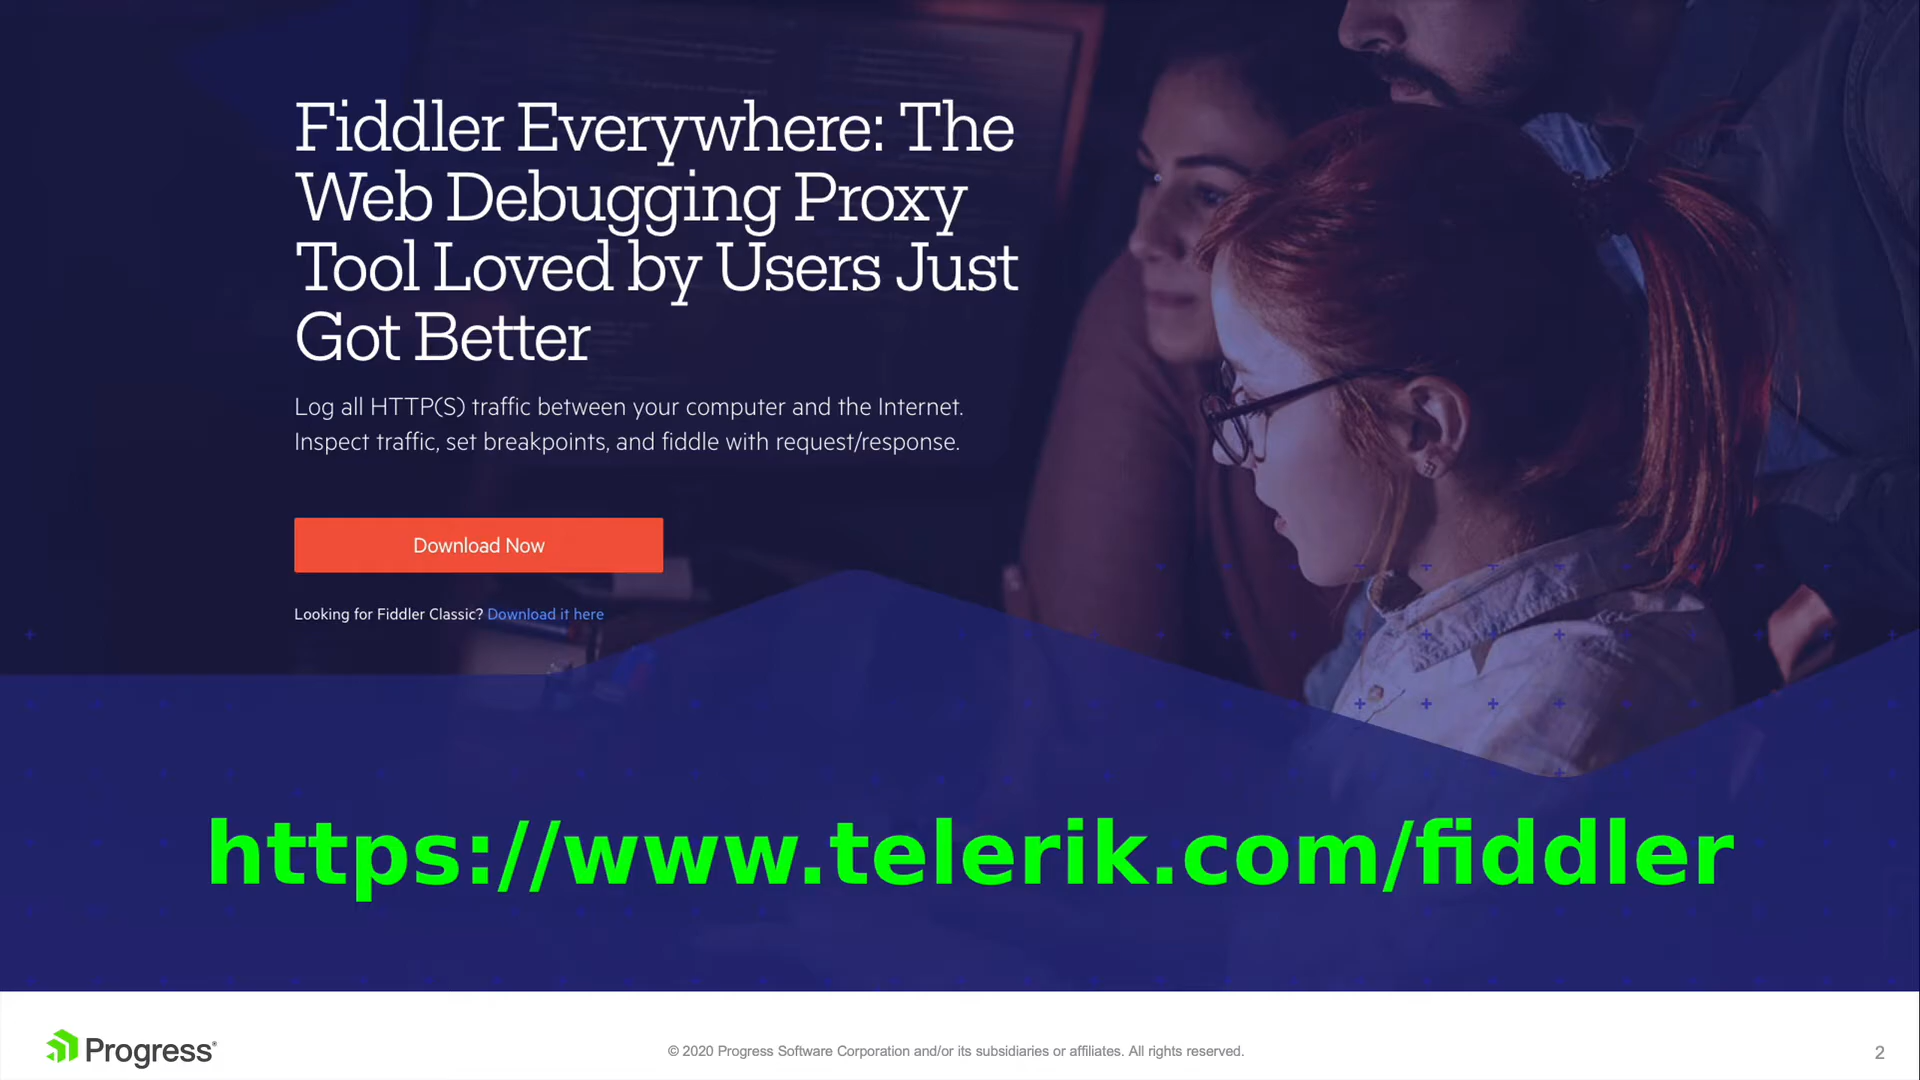 Fiddler Everywhere: The
Web Debugging Proxy
Tool Loved by Users Just
Got Better
Log all HTTP(S) traffic between your computer and the Internet.
Inspect traffic, set breakpoints, and fiddle with request/response.
Download Now
Looking for Fiddler Classic? Download it here
https://www.telerik.com/fiddler
Progress®
© 2020 Progress Software Corporation and/or its subsidiaries or affiliates. All rights reserved.
2